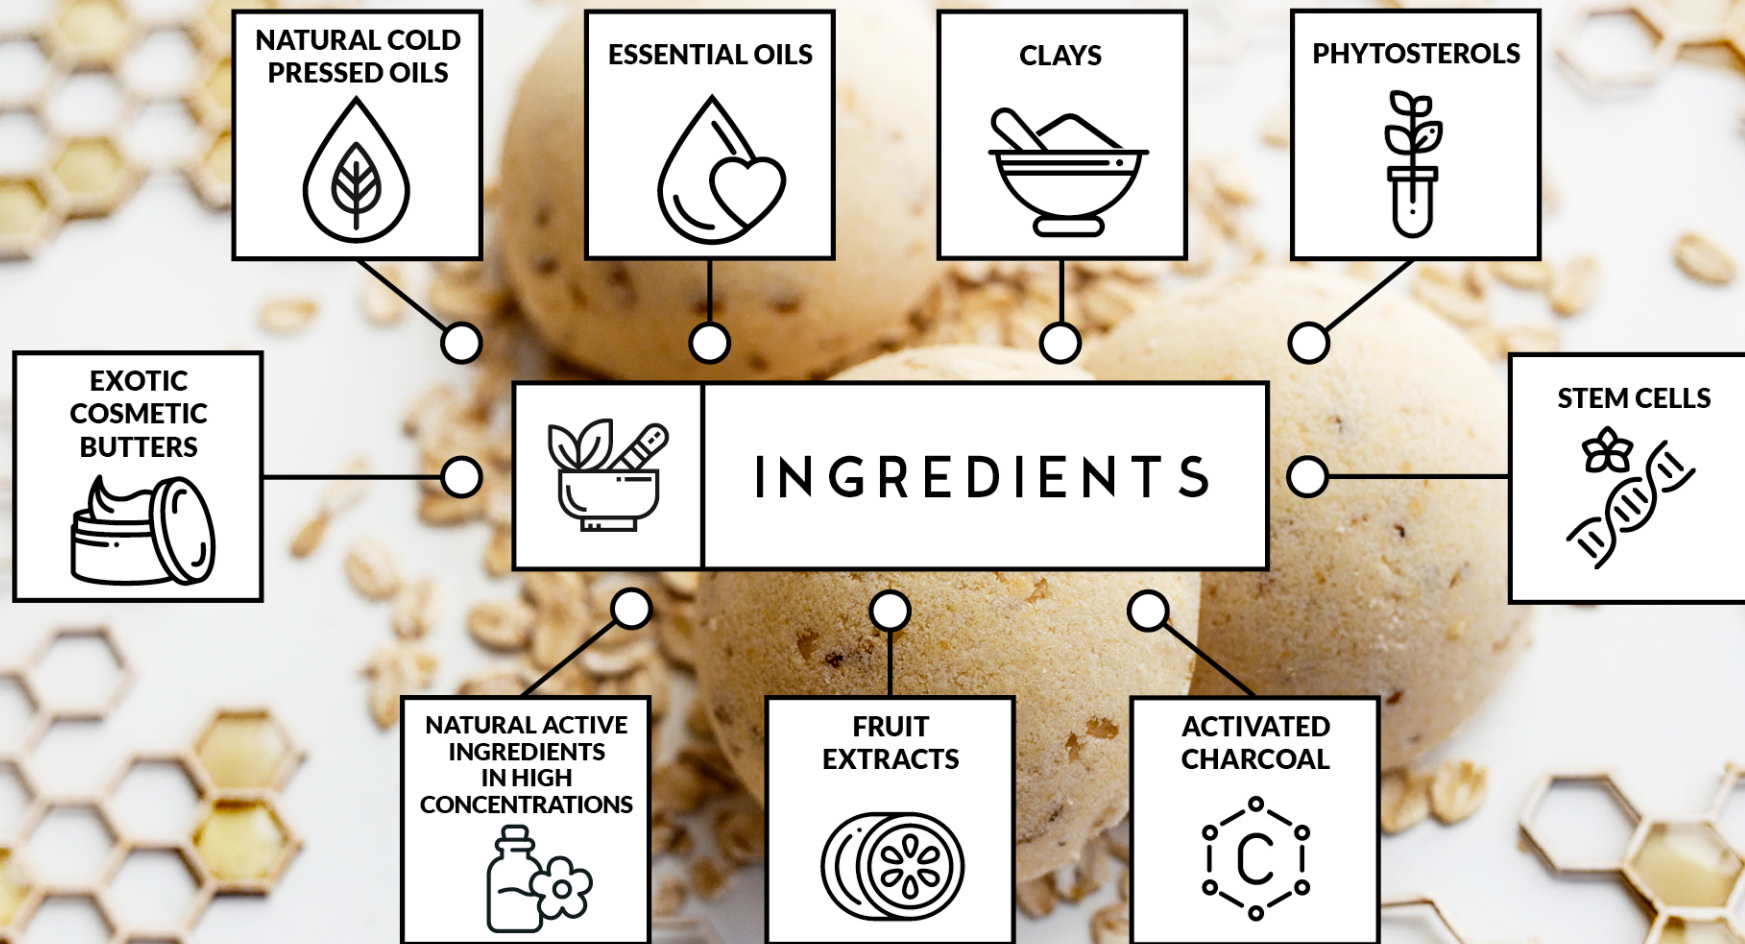 NATURAL COLD
PRESSED OILS
ESSENTIAL OILS
CLAYS
PHYTOSTEROLS
EXOTIC
COSMETIC
BUTTERS
INGREDIENTS
STEM CELLS
NATURAL ACTIVE
INGREDIENTS
IN HIGH
CONCENTRATIONS
FRUIT
EXTRACTS
ACTIVATED
CHARCOAL
C